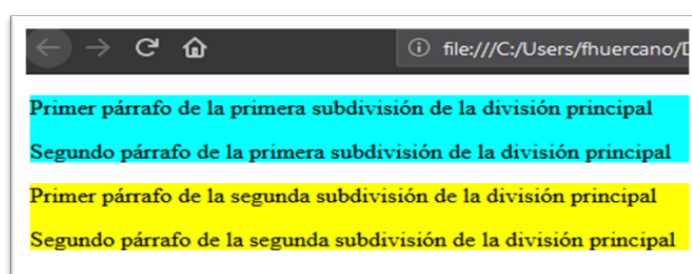 file:///C:/Users/fhuercano/D
Primer párrafo de la primera subdivisión de la división principal
Segundo párrafo de la primera subdivisión de la división principal
Primer párrafo de la segunda subdivisión de la división principal
Segundo párrafo de la segunda subdivisión de la división principal